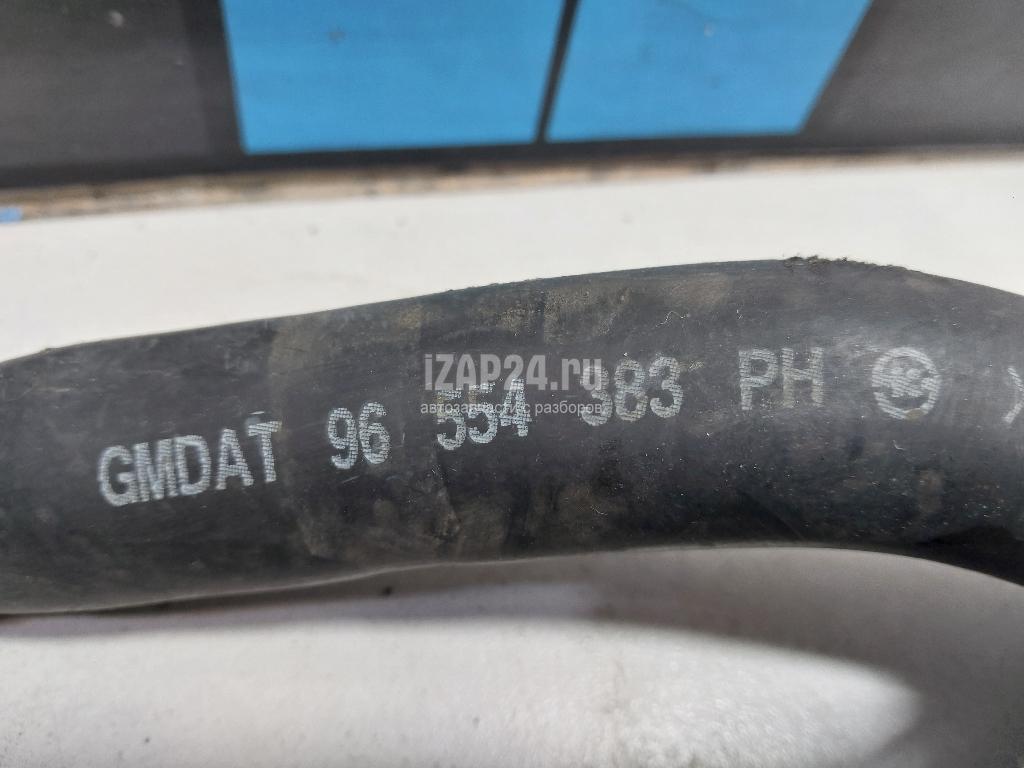 iZAP24.ru
автозапчасти с разборов
GMDAT 96 554 383 PH